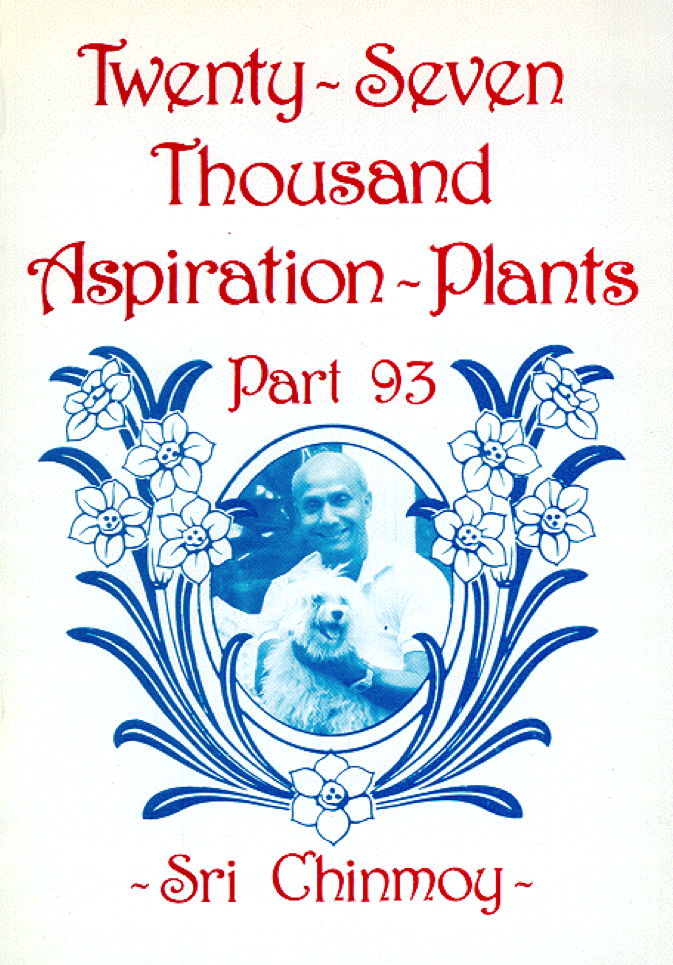 Twenty~Seven
Thousand
Aspiration~Plants
Part 93
~Sri Chinmoy~